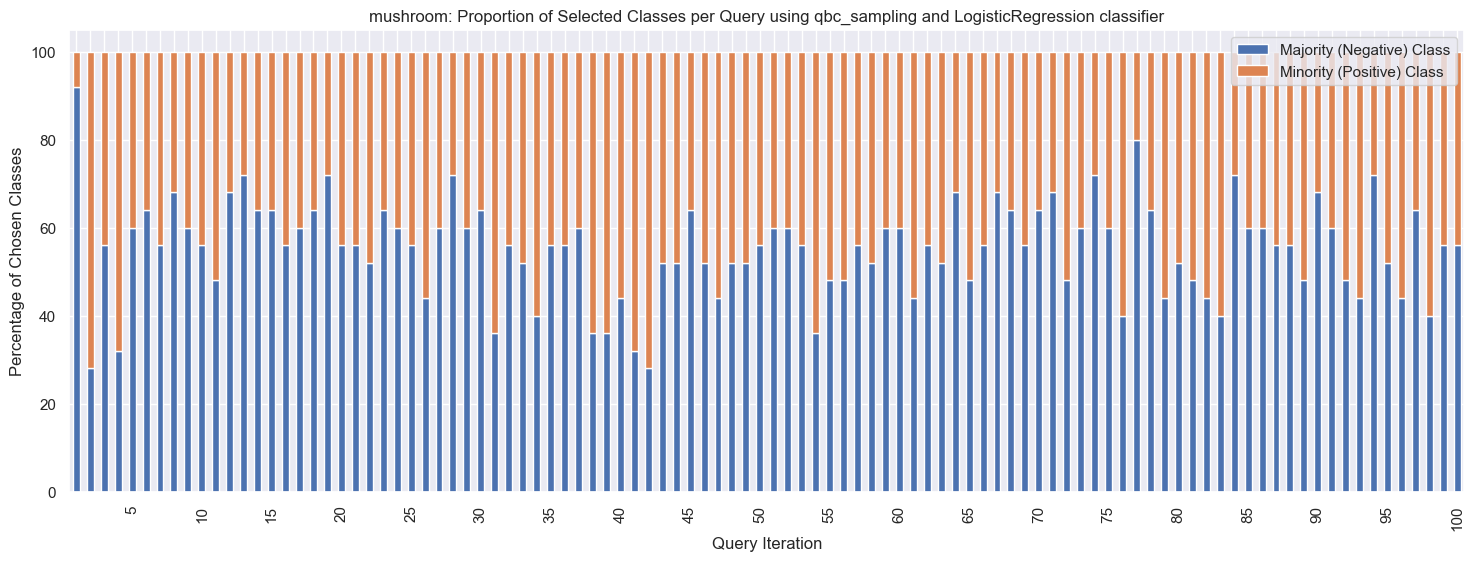 mushroom: Proportion of Selected Classes per Query using qbc_sampling and LogisticRegression classifier
Majority (Negative) Class
Minority (Positive) Class
Percentage of Chosen Classes
100
80
60
40
20
0
5 10 15 20 25 30 35 40 45 50 55 60 65 70 75 80 85 90 95 100
Query Iteration